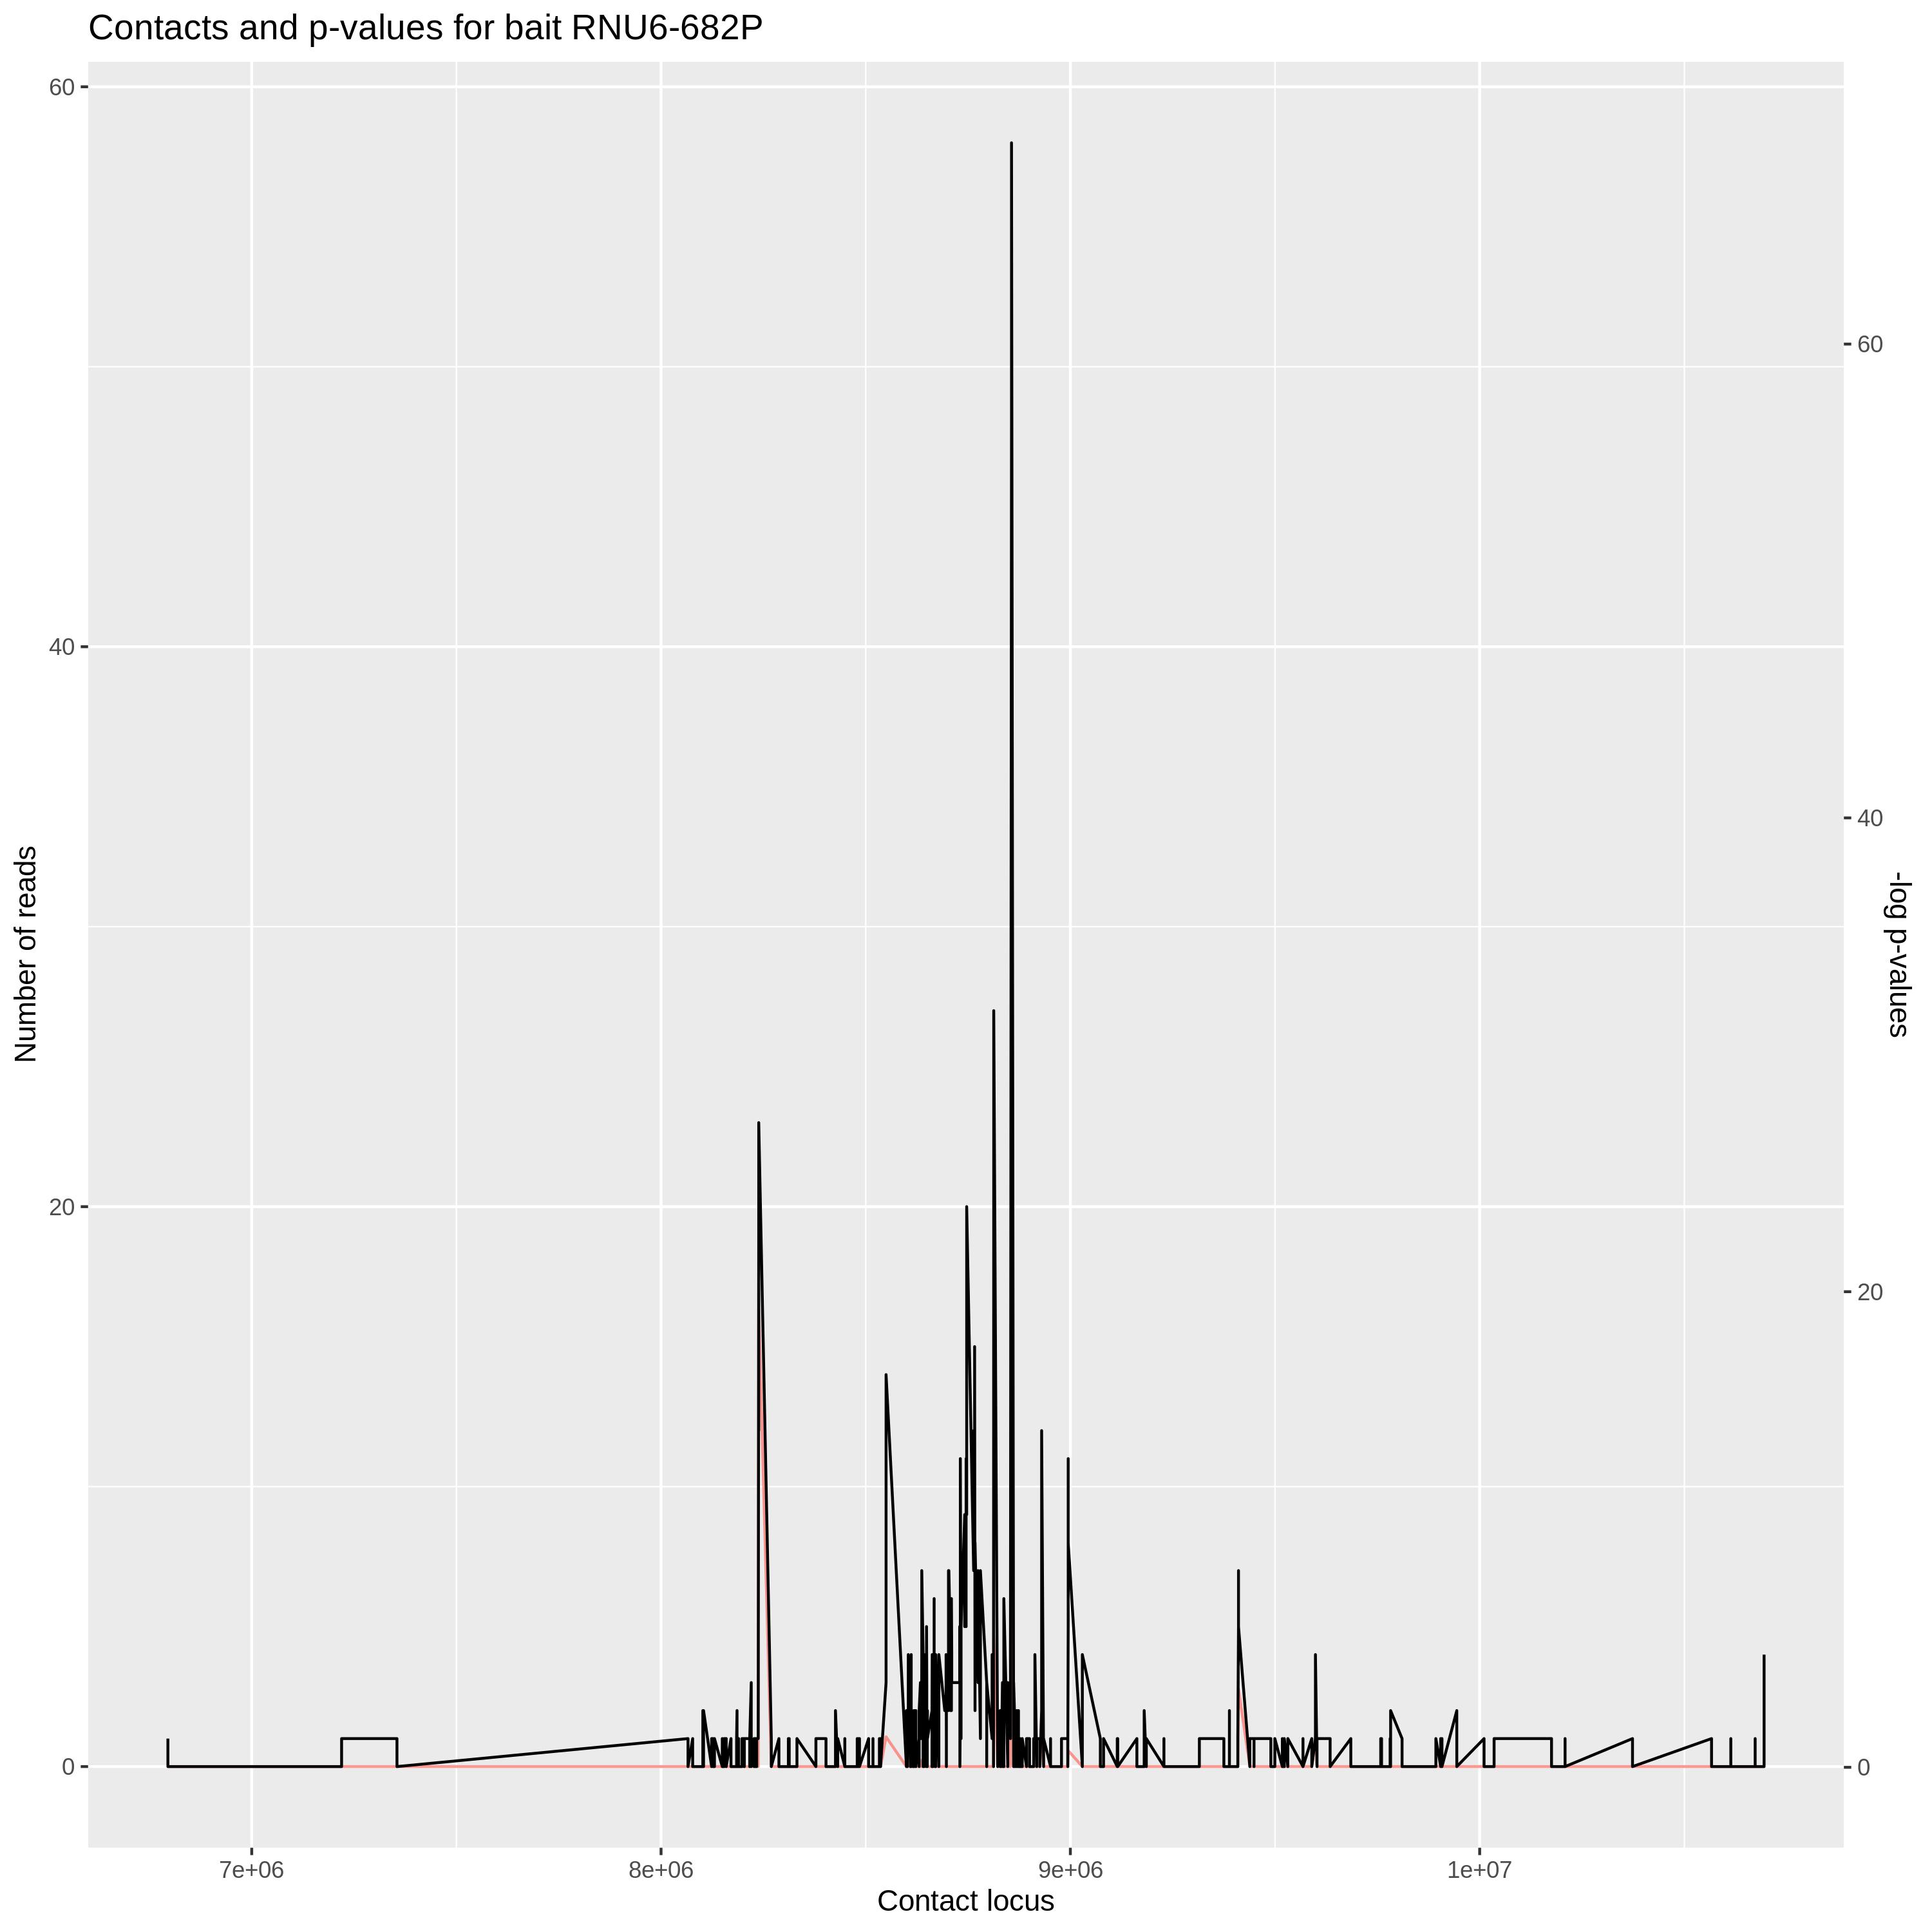 Contacts and p-values for bait RNU6-682P
60
40
20
0
Number of reads
60
40
20
0
-log p-values
7e+06
8e+06
9e+06
1e+07
Contact locus